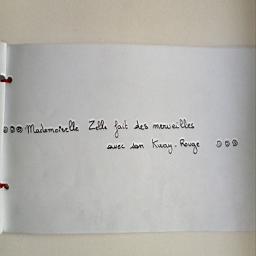 Mademoiselle Zélie fait des merveilles
avec son Kway-Rouge